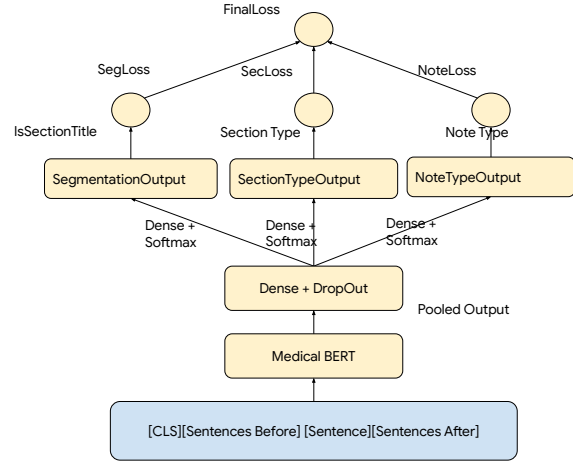 FinalLoss
SegLoss
SecLoss
NoteLoss
IsSectionTitle
Section Type
Note Type
SegmentationOutput
SectionTypeOutput
NoteTypeOutput
Dense +
Softmax
Dense +
Softmax
Dense +
Softmax
Dense + DropOut
Pooled Output
Medical BERT
[CLS][Sentences Before] [Sentence][Sentences After]